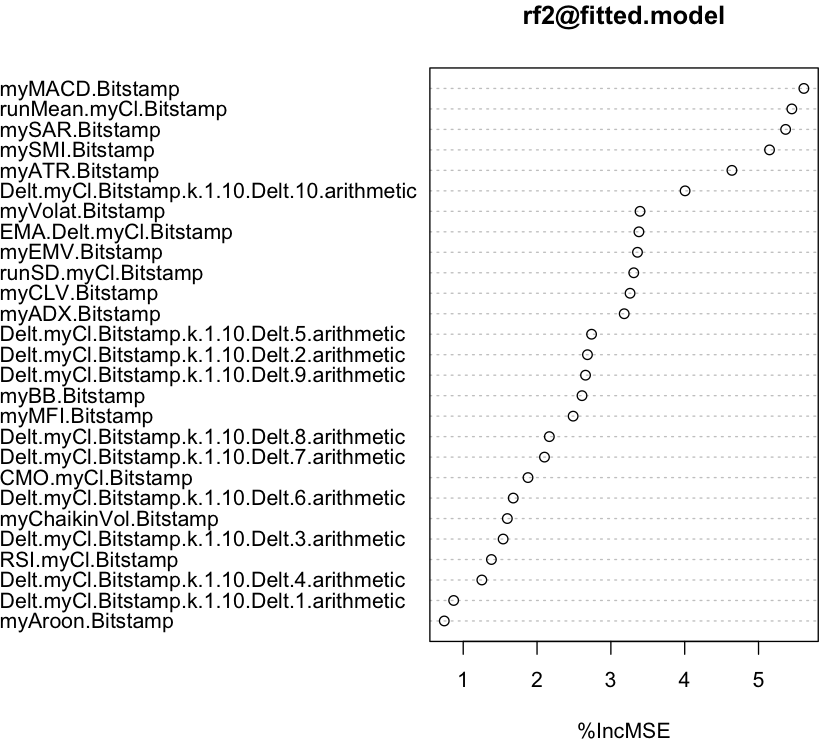 rf2@fitted.model
myMACD.Bitstamp
runMean.myCl.Bitstamp
mySAR.Bitstamp
mySMI.Bitstamp
myATR.Bitstamp
Delt.myCl.Bitstamp.k.1.10.Delt.10.arithmetic
myVolat.Bitstamp
EMA.Delt.myCl.Bitstamp
myEMV.Bitstamp
runSD.myCl.Bitstamp
myCLV.Bitstamp
myADX.Bitstamp
Delt.myCl.Bitstamp.k.1.10.Delt.5.arithmetic
Delt.myCl.Bitstamp.k.1.10.Delt.2.arithmetic
Delt.myCl.Bitstamp.k.1.10.Delt.9.arithmetic
myBB.Bitstamp
myMFI.Bitstamp
Delt.myCl.Bitstamp.k.1.10.Delt.8.arithmetic
Delt.myCl.Bitstamp.k.1.10.Delt.7.arithmetic
CMO.myCl.Bitstamp
Delt.myCl.Bitstamp.k.1.10.Delt.6.arithmetic
myChaikinVol.Bitstamp
Delt.myCl.Bitstamp.k.1.10.Delt.3.arithmetic
RSI.myCl.Bitstamp
Delt.myCl.Bitstamp.k.1.10.Delt.4.arithmetic
Delt.myCl.Bitstamp.k.1.10.Delt.1.arithmetic
myAroon.Bitstamp
1 2 3 4 5
%IncMSE